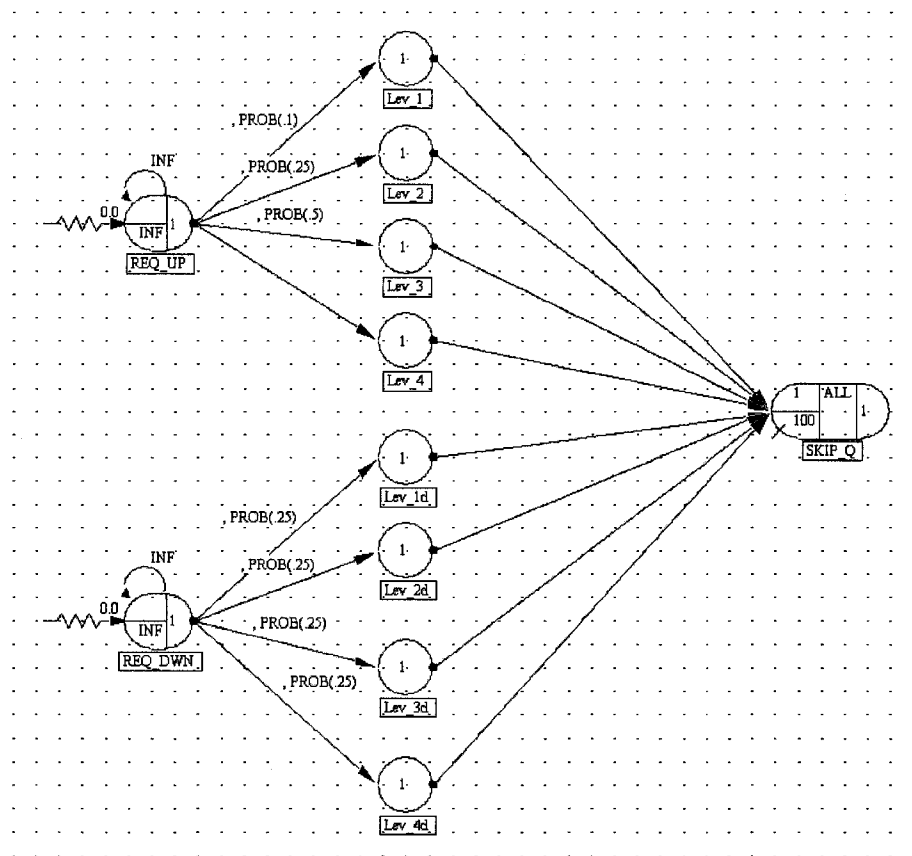 1
Lev_1
, PROB(.1)
INF
1
Lev_2
, PROB(.25)
0.0
INF
1
REQ_UP
, PROB(.5)
1
Lev_3
1
Lev_4
1
ALL
100
1
SKIP_Q
1
Lev_1d
, PROB(.25)
INF
1
Lev_2d
, PROB(.25)
0.0
INF
1
REQ_DWN
, PROB(.25)
1
Lev_3d
, PROB(.25)
1
Lev_4d